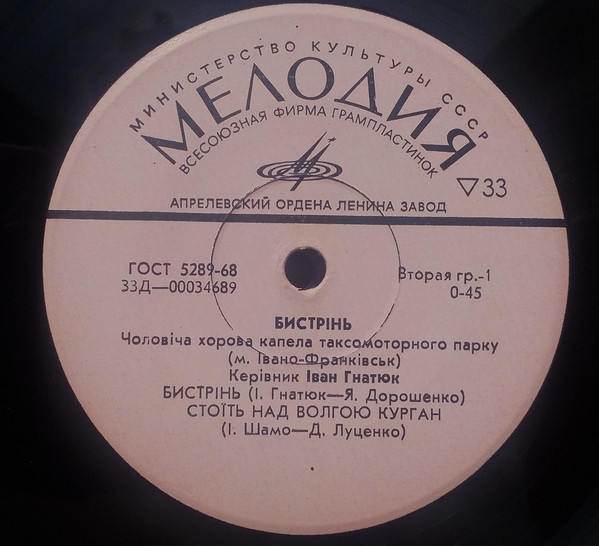 МИНИСТЕРСТВО КУЛЬТУРЫ СССР
МЕЛОДИЯ
ВСЕСОЮЗНАЯ ФИРМА ГРАМПЛАСТИНОК
▽33
АПРЕЛЕВСКИЙ ОРДЕНА ЛЕНИНА ЗАВОД
ГОСТ 5289-68
33Д—00034689
Вторая гр.-1
0-45
БИСТРІНЬ
Чоловіча хорова капела таксомоторного парку
(м. Івано-Франківськ)
Керівник Іван Гнатюк
БИСТРІНЬ (І. Гнатюк—Я. Дорошенко)
СТОЇТЬ НАД ВОЛГОЮ КУРГАН
(І. Шамо—Д. Луценко)